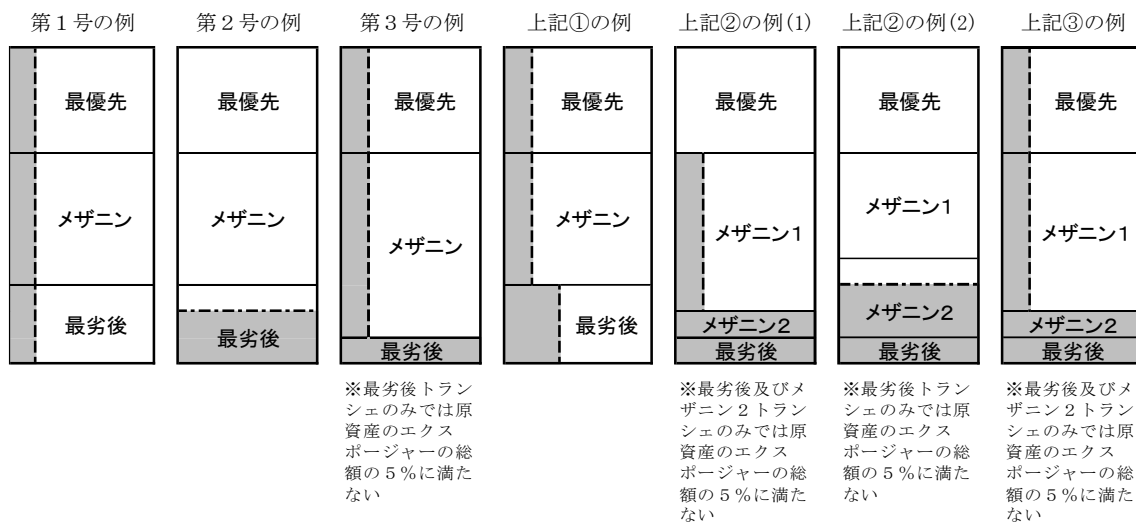 第１号の例
第２号の例
第３号の例
上記①の例
上記②の例(1)
上記②の例(2)
上記③の例
最優先
メザニン
最劣後
最優先
メザニン
最劣後
最優先
メザニン
最劣後
最優先
メザニン
最劣後
最優先
メザニン1
メザニン2
最劣後
最優先
メザニン1
メザニン2
最劣後
最優先
メザニン1
メザニン2
最劣後
※最劣後トラン
シェのみでは原
資産のエクス
ポージャーの総
額の５％に満た
ない
※最劣後及びメ
ザニン２トラン
シェのみでは原
資産のエクス
ポージャーの総
額の５％に満た
ない
※最劣後トラン
シェのみでは原
資産のエクス
ポージャーの総
額の５％に満た
ない
※最劣後及びメ
ザニン２トラン
シェのみでは原
資産のエクス
ポージャーの総
額の５％に満た
ない